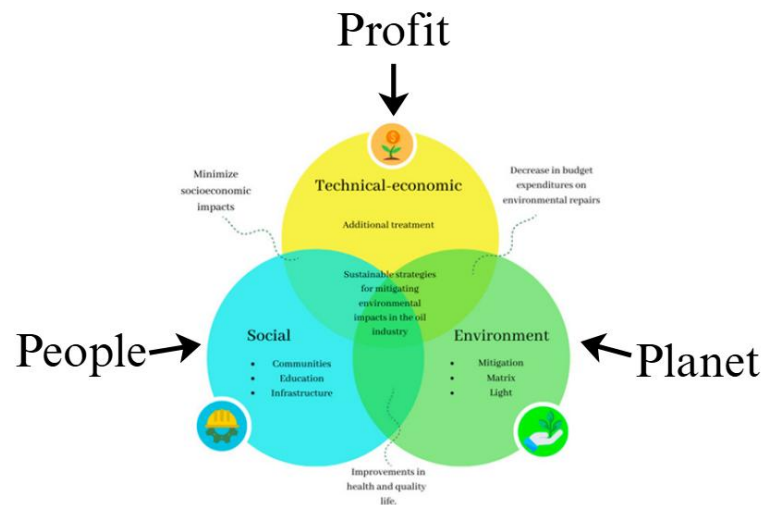 Profit
Technical-economic
Additional treatment
Minimize
socioeconomic
impacts
Decrease in budget
expenditures on
environmental repairs
Sustainable strategies
for mitigating
environmental
impacts in the oil
industry
People
Social
• Communities
• Education
• Infrastructure
Environment
• Mitigation
• Matrix
• Light
Planet
Improvements in
health and quality
life.